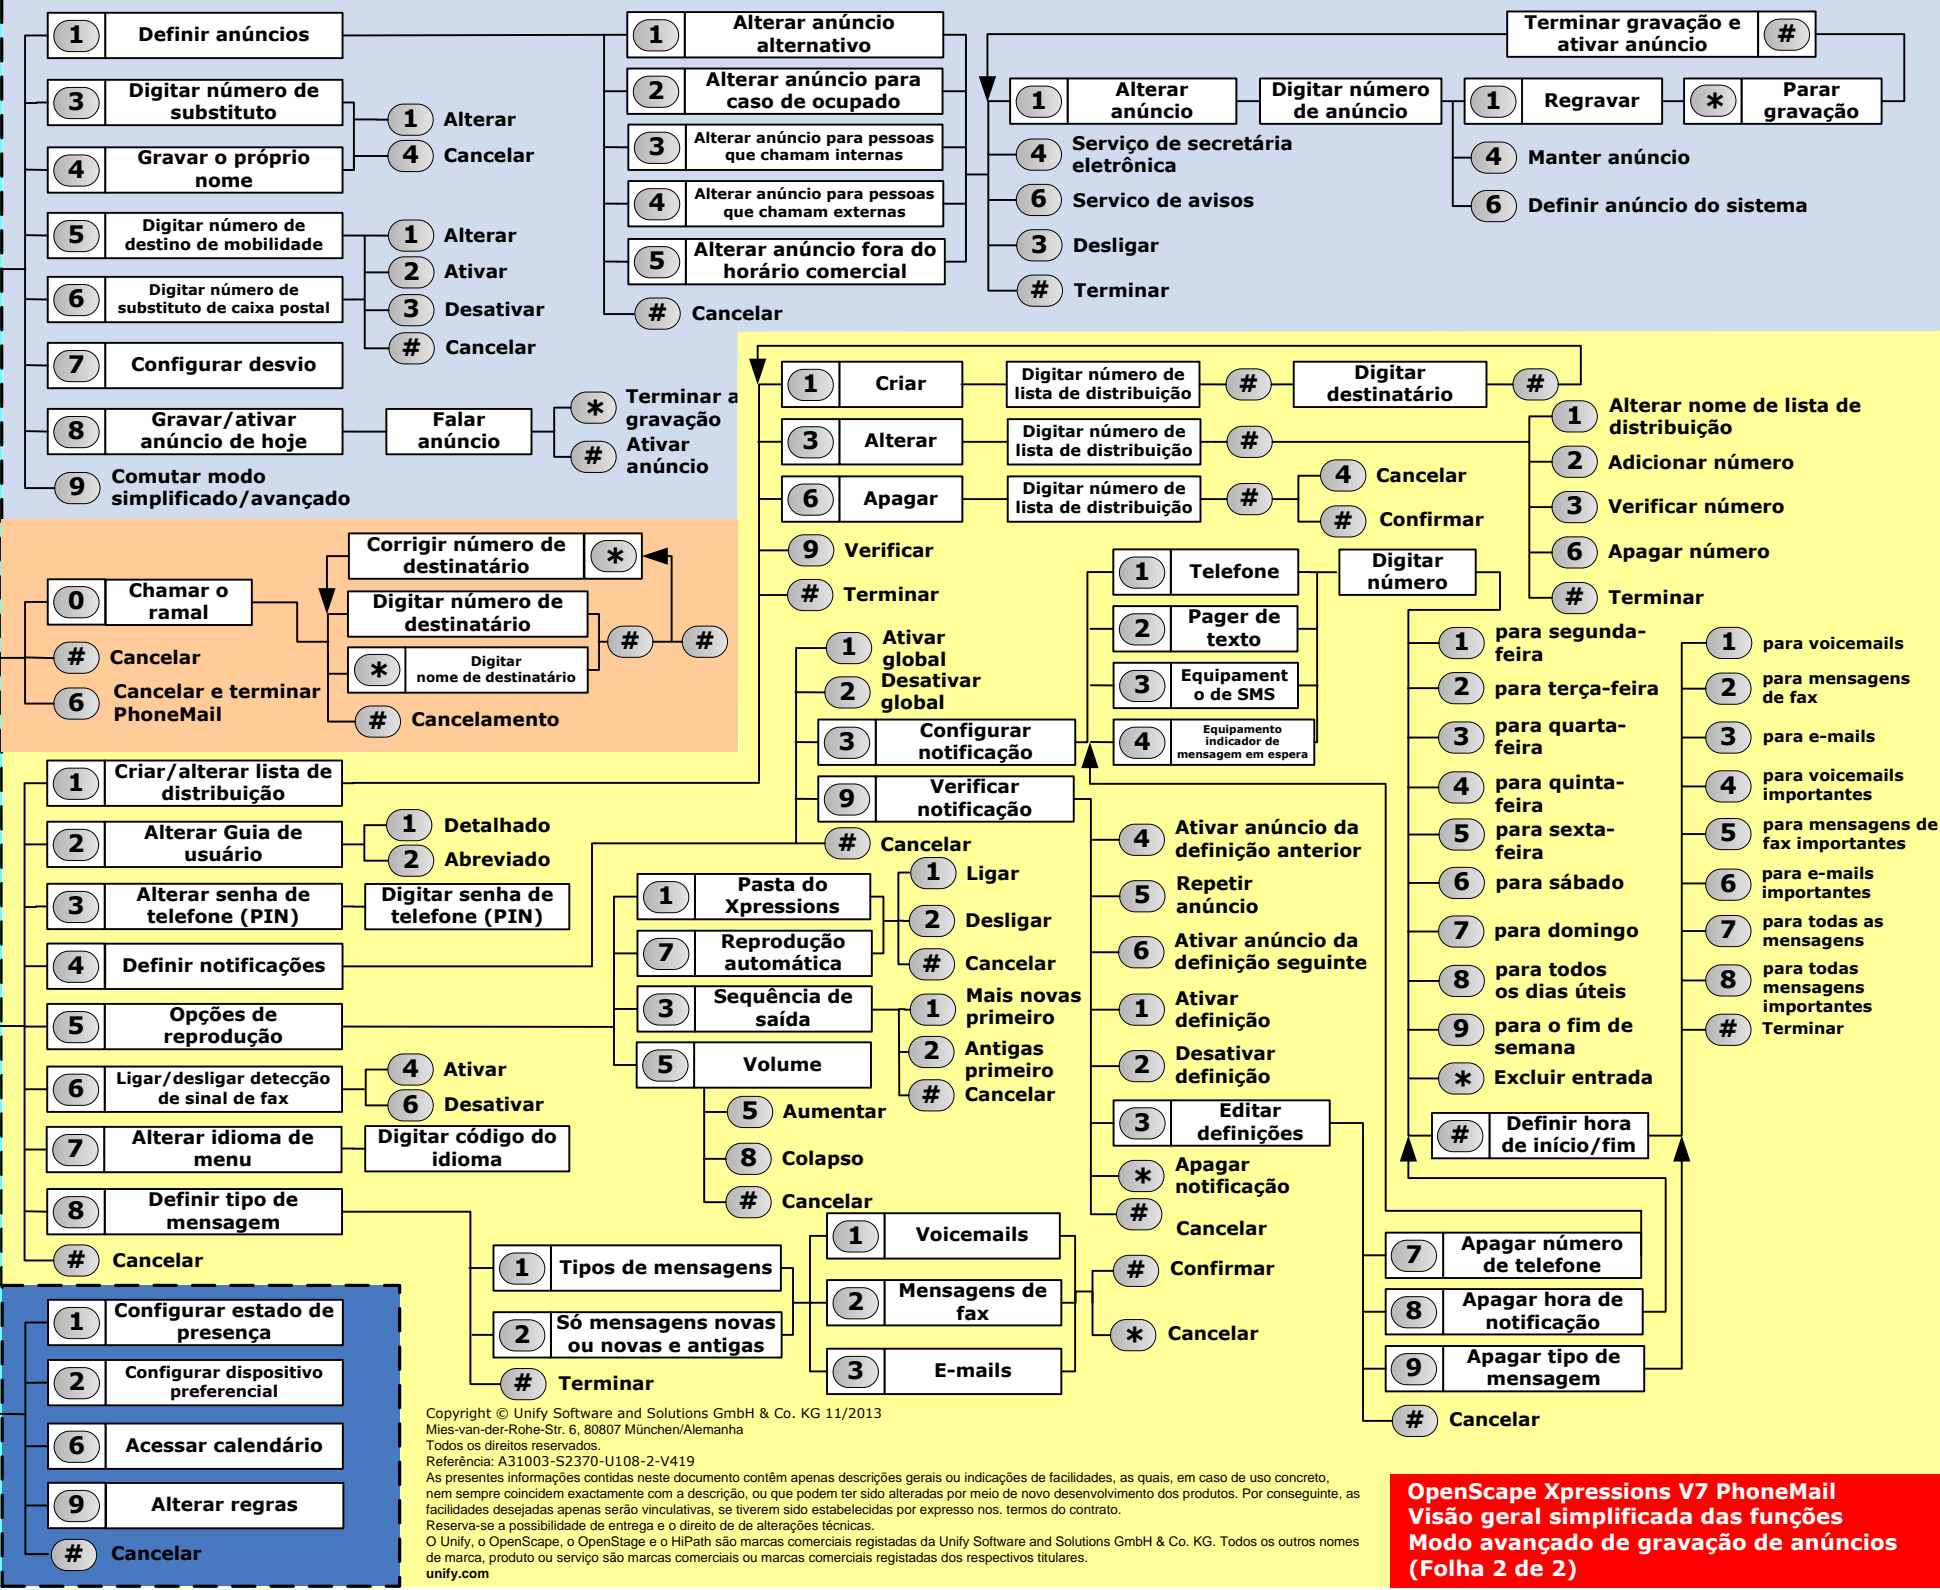 1 Definir anúncios
3 Digitar número de
substituto
1 Alterar
4 Cancelar
4 Gravar o próprio
nome
5 Digitar número de
destino de mobilidade
1 Alterar
2 Ativar
6 Digitar número de
substituto de caixa postal
3 Desativar
# Cancelar
7 Configurar desvio
8 Gravar/ativar
anúncio de hoje
Falar
anúncio
* Terminar a
gravação
# Ativar
anúncio
9 Comutar modo
simplificado/avançado
1 Alterar anúncio
alternativo
2 Alterar anúncio para
caso de ocupado
3 Alterar anúncio para pessoas
que chamam internas
4 Alterar anúncio para pessoas
que chamam externas
5 Alterar anúncio fora do
horário comercial
# Cancelar
Terminar gravação e
ativar anúncio #
1 Alterar
anúncio
Digitar número
de anúncio
1 Regravar
* Parar
gravação
4 Serviço de secretária
eletrônica
4 Manter anúncio
6 Servico de avisos
6 Definir anúncio do sistema
3 Desligar
# Terminar
0 Chamar o
ramal
# Cancelar
6 Cancelar e terminar
PhoneMail
Corrigir número de
destinatário *
Digitar número de
destinatário
# #
* Digitar
nome de destinatário
# Cancelamento
1 Criar
Digitar número de
lista de distribuição
#
Digitar
destinatário
#
3 Alterar
Digitar número de
lista de distribuição
#
1 Alterar nome de lista de
distribuição
2 Adicionar número
3 Verificar número
6 Apagar número
# Terminar
6 Apagar
Digitar número de
lista de distribuição
#
4 Cancelar
# Confirmar
9 Verificar
# Terminar
1 Criar/alterar lista de
distribuição
2 Alterar Guia de
usuário
1 Detalhado
2 Abreviado
3 Alterar senha de
telefone (PIN)
Digitar senha de
telefone (PIN)
4 Definir notificações
5 Opções de
reprodução
6 Ligar/desligar detecção
de sinal de fax
4 Ativar
6 Desativar
7 Alterar idioma de
menu
Digitar código do
idioma
8 Definir tipo de
mensagem
# Cancelar
1 Ativar
global
2 Desativar
global
3 Configurar
notificação
9 Verificar
notificação
# Cancelar
1 Telefone
2 Pager de
texto
3 Equipament
o de SMS
4 Equipamento
indicador de
mensagem em espera
Digitar
número
1 para segunda-
feira
2 para terça-feira
3 para quarta-
feira
4 para quinta-
feira
5 para sexta-
feira
6 para sábado
7 para domingo
8 para todos
os dias úteis
9 para o fim de
semana
* Excluir entrada
# Definir hora
de início/fim
1 para voicemails
2 para mensagens
de fax
3 para e-mails
4 para voicemails
importantes
5 para mensagens de
fax importantes
6 para e-mails
importantes
7 para todas as
mensagens
8 para todas
mensagens
importantes
# Terminar
4 Ativar anúncio da
definição anterior
5 Repetir
anúncio
6 Ativar anúncio da
definição seguinte
1 Ativar
definição
2 Desativar
definição
3 Editar
definições
* Apagar
notificação
# Cancelar
7 Apagar número
de telefone
8 Apagar hora de
notificação
9 Apagar tipo de
mensagem
# Cancelar
1 Pasta do
Xpressions
7 Reprodução
automática
1 Ligar
2 Desligar
# Cancelar
3 Sequência de
saída
1 Mais novas
primeiro
2 Antigas
primeiro
# Cancelar
5 Volume
5 Aumentar
8 Colapso
# Cancelar
1 Tipos de mensagens
2 Só mensagens novas
ou novas e antigas
# Terminar
1 Voicemails
2 Mensagens de
fax
3 E-mails
# Confirmar
* Cancelar
1 Configurar estado de
presença
2 Configurar dispositivo
preferencial
6 Acessar calendário
9 Alterar regras
# Cancelar
Copyright © Unify Software and Solutions GmbH & Co. KG 11/2013
Mies-van-der-Rohe-Str. 6, 80807 München/Alemanha
Todos os direitos reservados.
Referência: A31003-S2370-U108-2-V419
As presentes informações contidas neste documento contêm apenas descrições gerais ou indicações de facilidades, as quais, em caso de uso concreto,
nem sempre coincidem exactamente com a descrição, ou que podem ter sido alteradas por meio de novo desenvolvimento dos produtos. Por conseguinte, as
facilidades desejadas apenas serão vinculativas, se tiverem sido estabelecidas por expresso nos. termos do contrato.
Reserva-se a possibilidade de entrega e o direito de de alterações técnicas.
O Unify, o OpenScape, o OpenStage e o HiPath são marcas comerciais registadas da Unify Software and Solutions GmbH & Co. KG. Todos os outros nomes
de marca, produto ou serviço são marcas comerciais ou marcas comerciais registadas dos respectivos titulares.
unify.com
OpenScape Xpressions V7 PhoneMail
Visão geral simplificada das funções
Modo avançado de gravação de anúncios
(Folha 2 de 2)